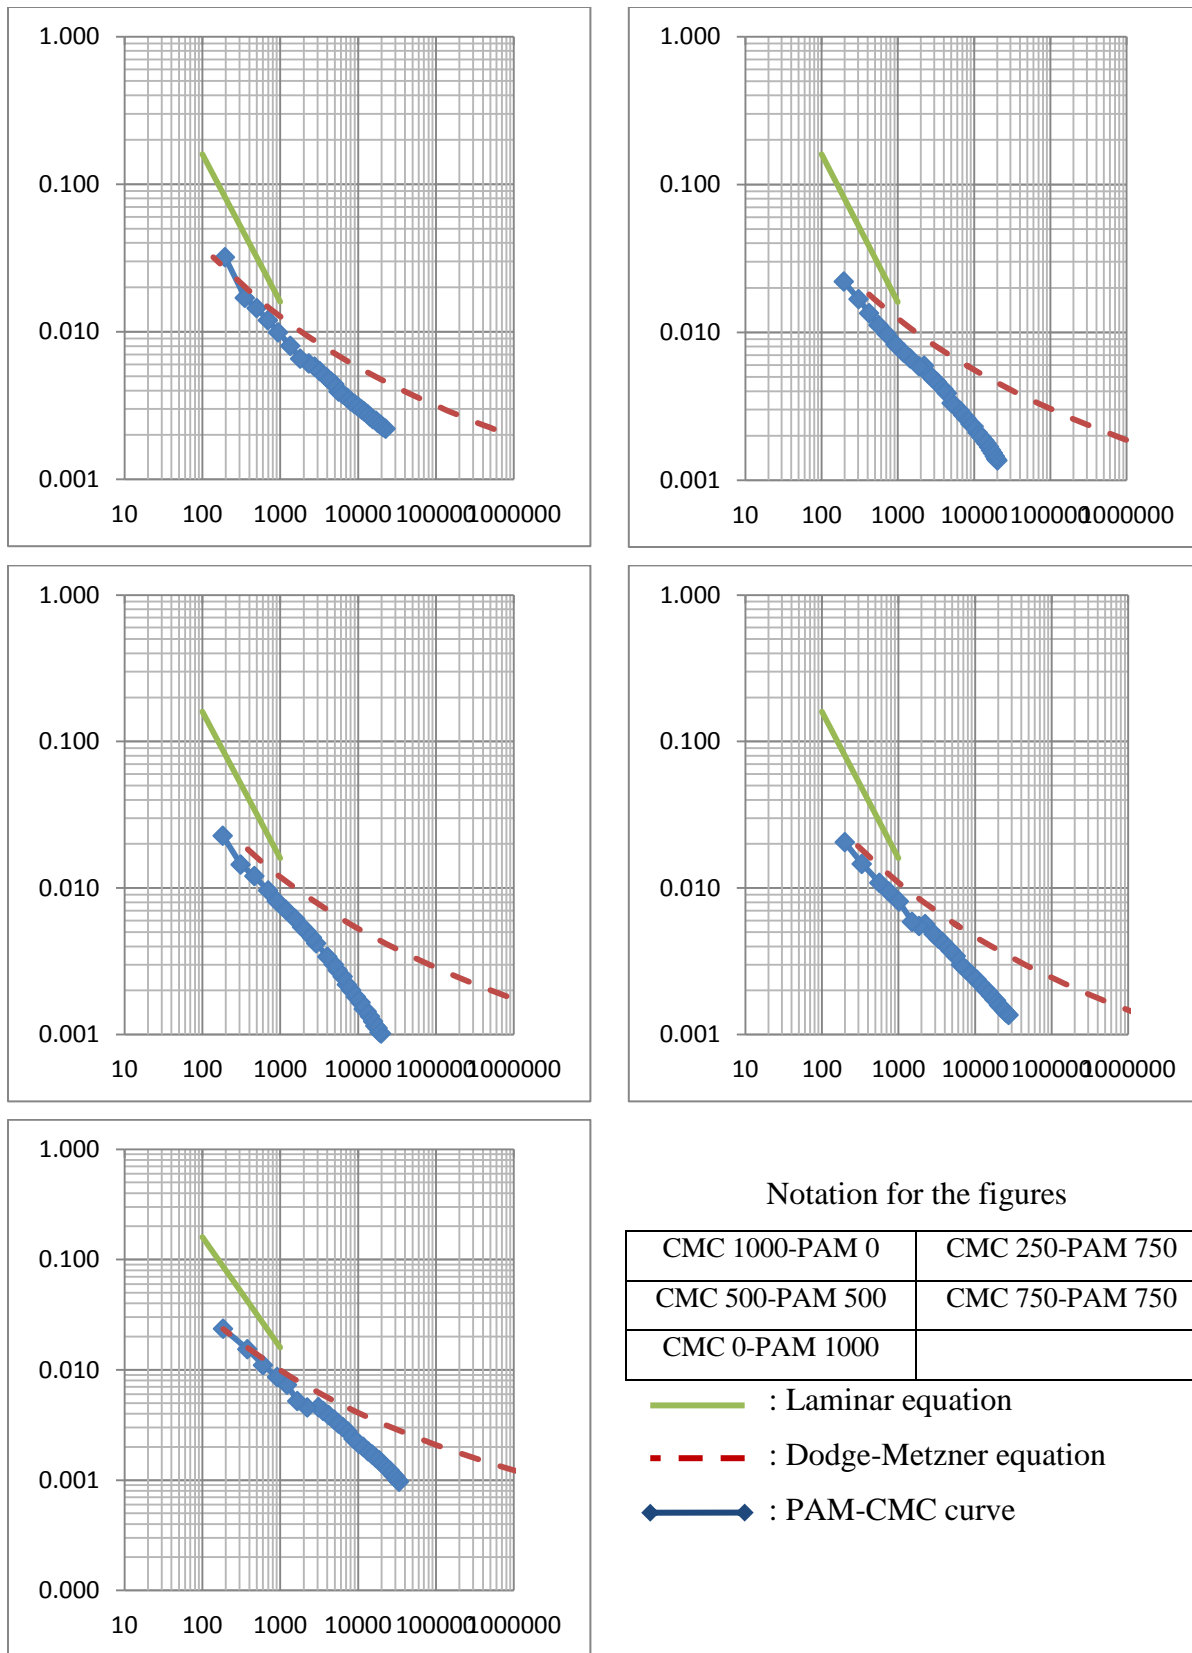 1.000
0.100
0.010
0.001
10 100 1000 10000 100000 1000000
1.000
0.100
0.010
0.001
10 100 1000 10000 100000 1000000
1.000
0.100
0.010
0.001
10 100 1000 10000 100000 1000000
1.000
0.100
0.010
0.001
10 100 1000 10000 100000 1000000
1.000
0.100
0.010
0.001
0.000
10 100 1000 10000 100000 1000000
Notation for the figures
CMC 1000-PAM 0 CMC 250-PAM 750
CMC 500-PAM 500 CMC 750-PAM 750
CMC 0-PAM 1000
: Laminar equation
: Dodge-Metzner equation
: PAM-CMC curve